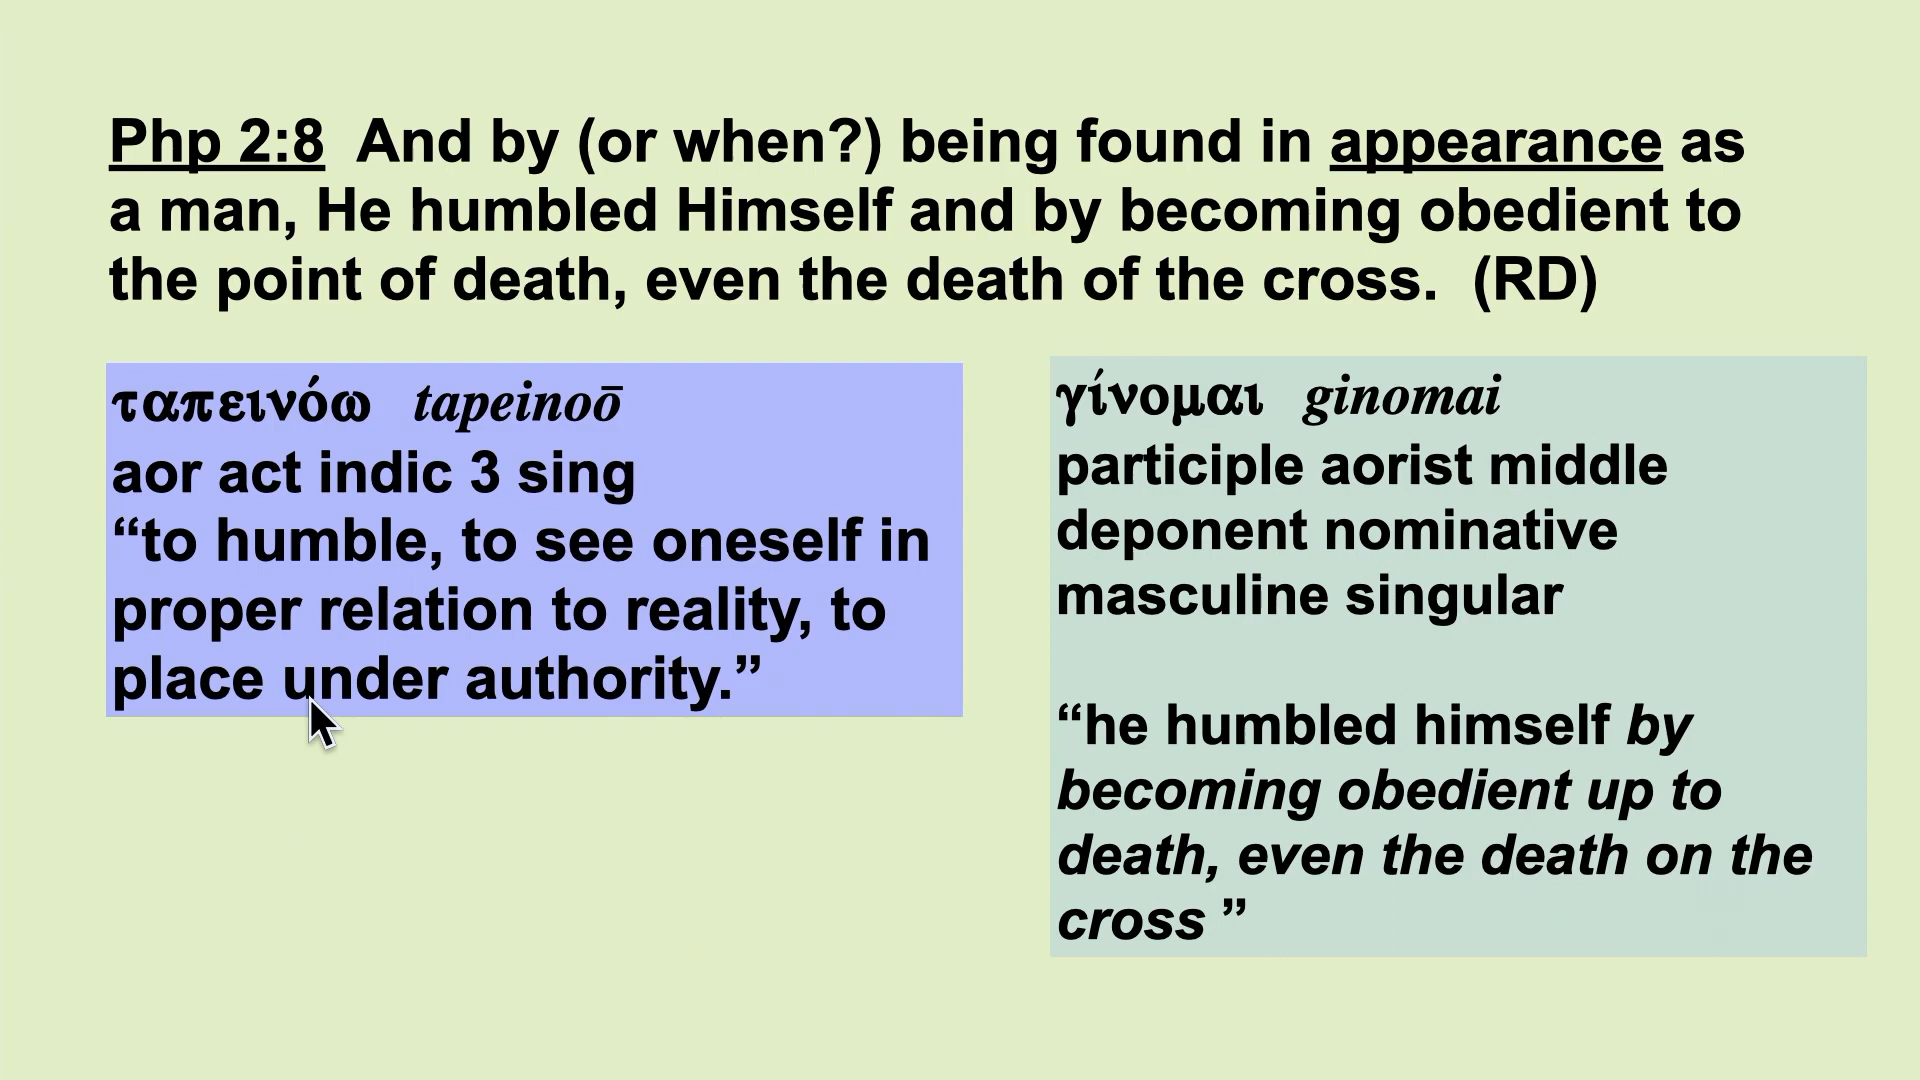 Php 2:8 And by (or when?) being found in appearance as
a man, He humbled Himself and by becoming obedient to
the point of death, even the death of the cross. (RD)
ταπεινόω tapeinoō
aor act indic 3 sing
“to humble, to see oneself in
proper relation to reality, to
place under authority.”
γίνομαι ginomai
participle aorist middle
deponent nominative
masculine singular
“he humbled himself by
becoming obedient up to
death, even the death on the
cross ”